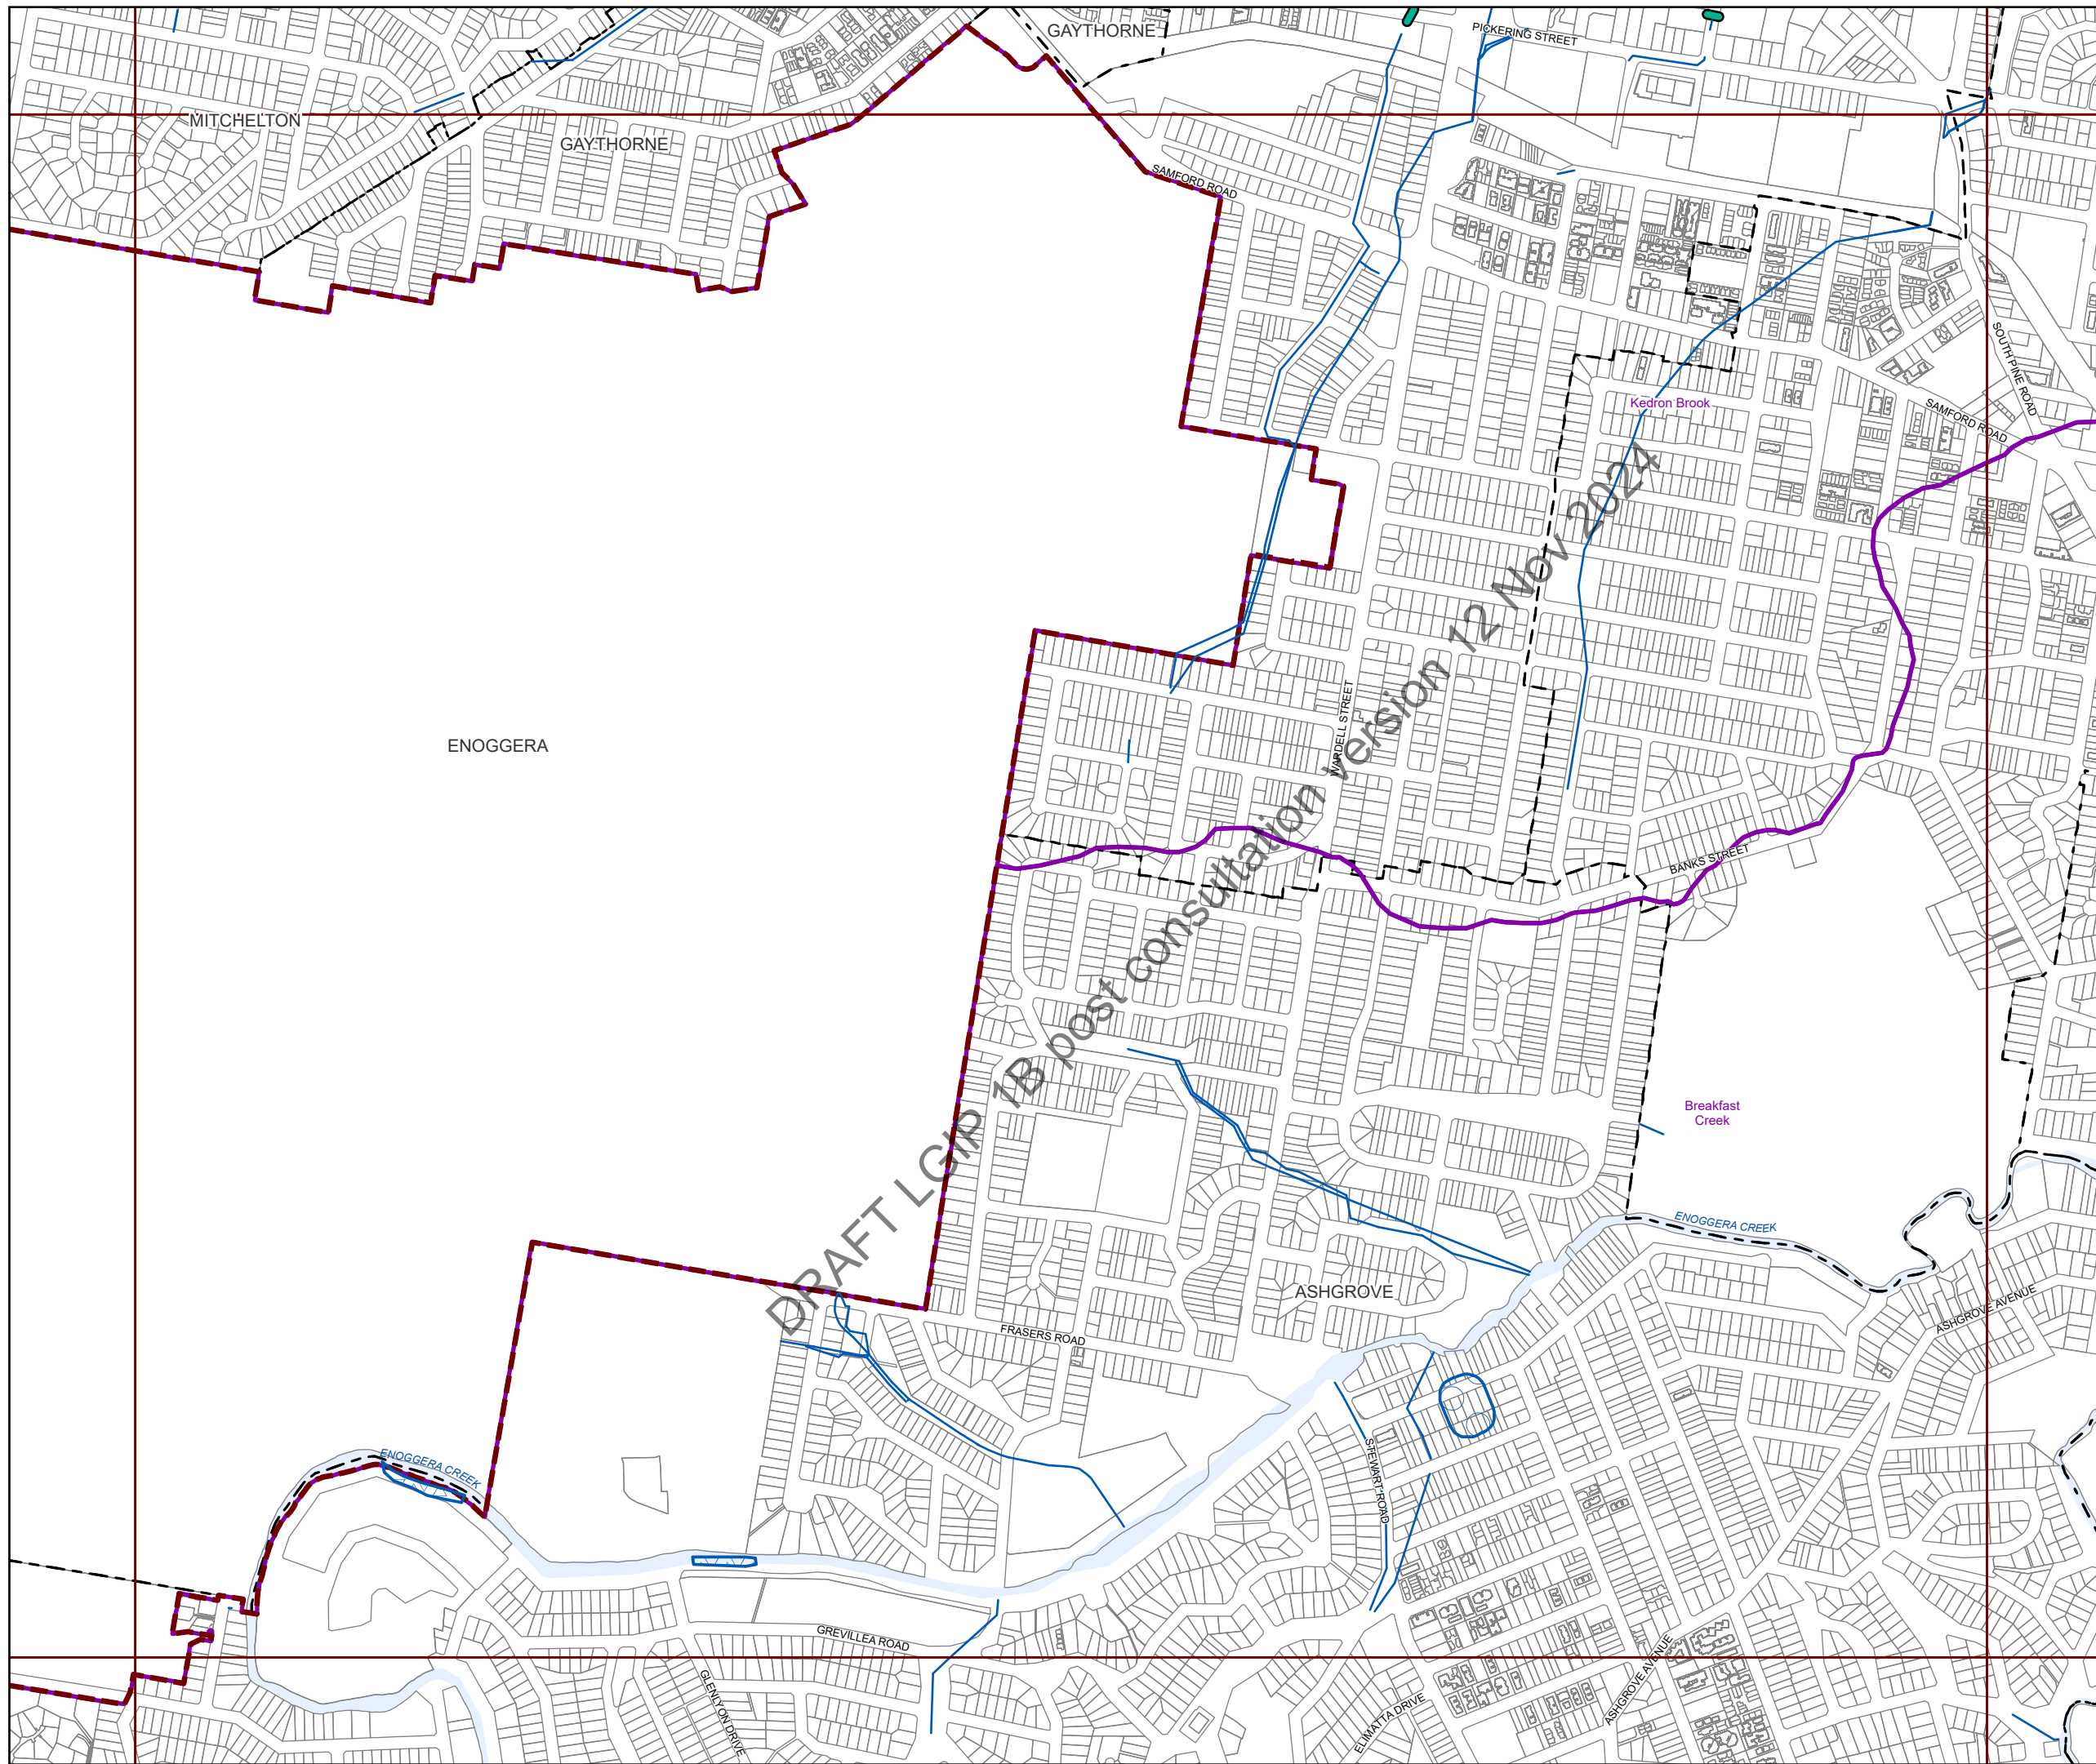 GAYTHORNE
PICKERING STREET
MITCHELTON
GAYTHORNE
SAMFORD ROAD
SOUTH PINE ROAD
Kedron Brook
SAMFORD ROAD
DRAFT LGIP 1B post consultation version 12 Nov 2024
WARDELL STREET
ENOGGERA
BANKS STREET
Breakfast
Creek
ENOGGERA CREEK
ASHGROVE
ASHGROVE AVENUE
FRASERS ROAD
ENOGGERA CREEK
STEWART ROAD
GREVILLEA ROAD
GLENLYON DRIVE
ELIMATTA DRIVE
ASHGROVE AVENUE